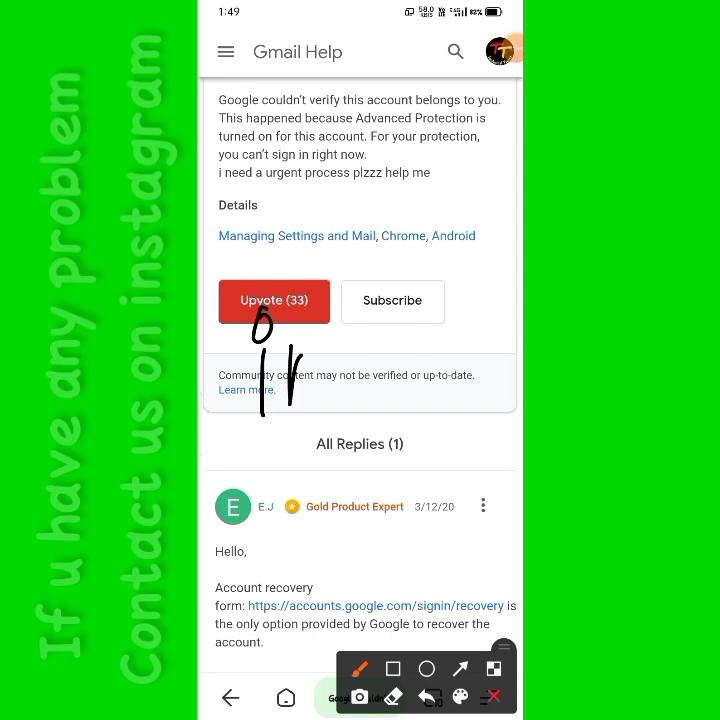 If u have any problem
Contact us on instagram
1:49
58.0 KB/S
82%
Gmail Help
Google couldn't verify this account belongs to you.
This happened because Advanced Protection is
turned on for this account. For your protection,
you can't sign in right now.
i need a urgent process plzzz help me
Details
Managing Settings and Mail, Chrome, Android
Upvote (33)
Subscribe
Community content may not be verified or up-to-date.
Learn more.
All Replies (1)
E
E.J
Gold Product Expert
3/12/20
Hello,
Account recovery
form: https://accounts.google.com/signin/recovery is
the only option provided by Google to recover the
account.